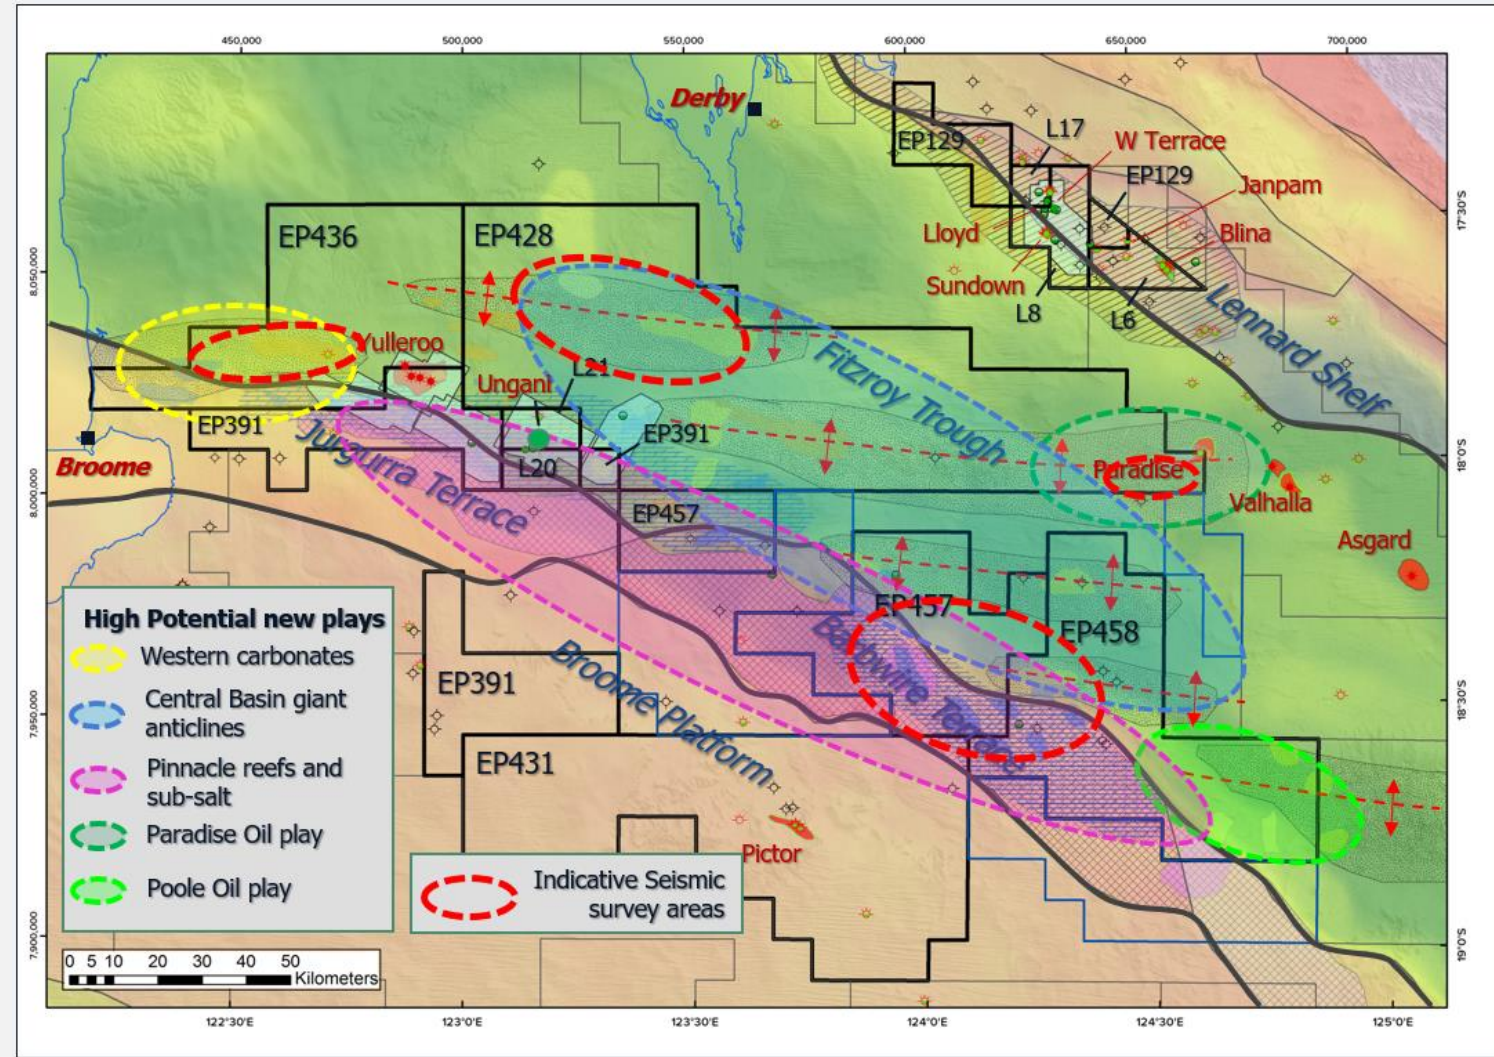 450,000
500,000
550,000
600,000
650,000
700,000
Derby
EP129
L17
W Terrace
EP129
Janpam
Lloyd
Blina
Sundown
L8
L6
Lennard Shelf
17°30'S
8,050,000
EP436
EP428
Yulleroo
Ungani
L21
Fitzroy Trough
EP391
EP391
Jurgurra Terrace
L20
Broome
Paradise
Valhalla
18°0'S
8,000,000
EP457
Asgard
EP457
EP458
Barbwire Terrace
Broome Platform
EP391
EP431
18°30'S
7,950,000
Pictor
High Potential new plays
Western carbonates
Central Basin giant
anticlines
Pinnacle reefs and
sub-salt
Paradise Oil play
Poole Oil play
Indicative Seismic
survey areas
7,900,000
19°0'S
0 5 10 20 30 40 50
Kilometers
122°30'E
123°0'E
123°30'E
124°0'E
124°30'E
125°0'E